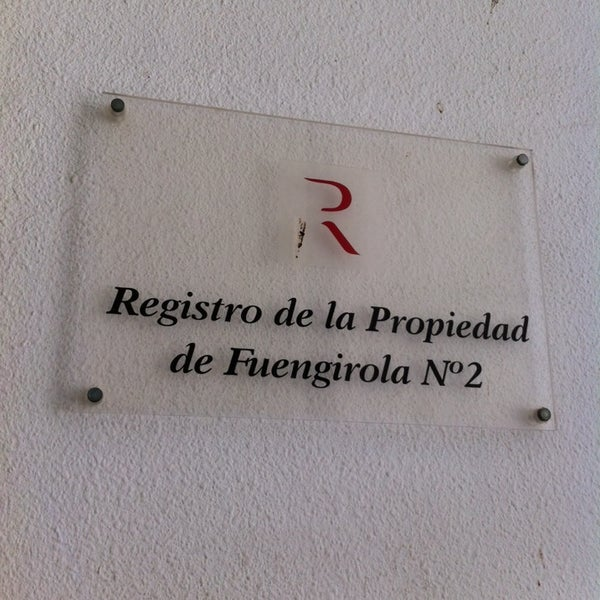 R
Registro de la Propiedad
de Fuengirola Nº2